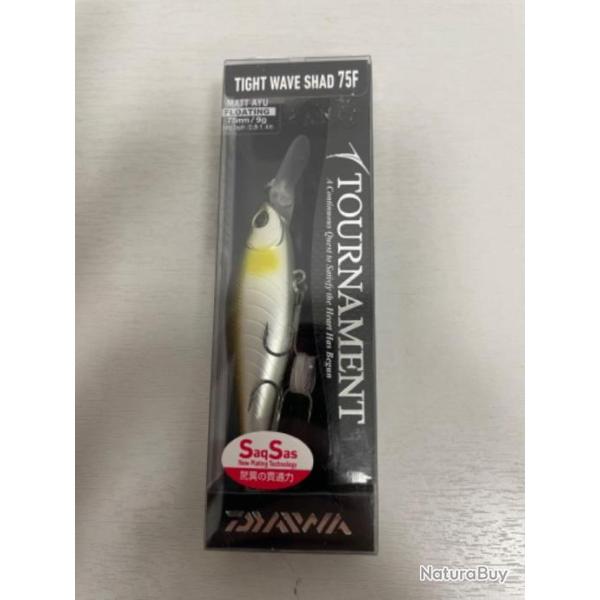 TIGHT WAVE SHAD 75F
MATT AYU
FLOATING
75mm/9g
TOURNAMENT
A Continuous Quest to Satisfy the Heart Has Begun
SaqSas
New Plating Technology
驚異の貫通力
DAIWA
NaturaBuy